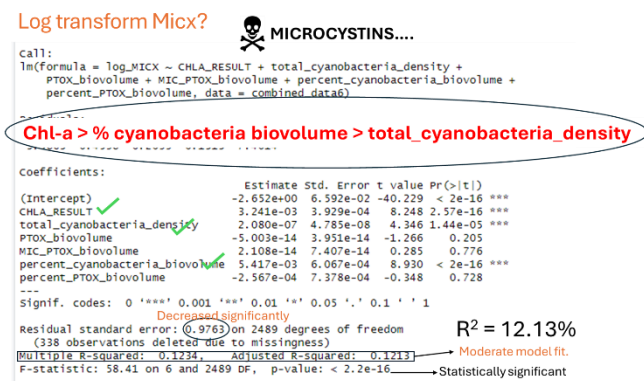 Log transform Micx?
MICROCYSTINS....
Call:
lm(formula = log_MICX ~ CHLA_RESULT + total_cyanobacteria_density +
PTOX_biovolume + MIC_PTOX_biovolume + percent_cyanobacteria_biovolume +
percent_PTOX_biovolume, data = combined_data6)
Chl-a > % cyanobacteria biovolume > total_cyanobacteria_density
Coefficients:
Estimate Std. Error t value Pr(>|t|)
(Intercept) -2.652e+00 6.592e-02 -40.229 < 2e-16 ***
CHLA_RESULT 3.241e-03 3.929e-04 8.248 2.57e-16 ***
total_cyanobacteria_density 2.080e-07 4.785e-08 4.346 1.44e-05 ***
PTOX_biovolume -5.003e-14 3.951e-14 -1.266 0.205
MIC_PTOX_biovolume 2.108e-14 7.407e-14 0.285 0.776
percent_cyanobacteria_biovolume 5.417e-03 6.067e-04 8.930 < 2e-16 ***
percent_PTOX_biovolume -2.567e-04 7.378e-04 -0.348 0.728
---
Signif. codes: 0 '***' 0.001 '**' 0.01 '*' 0.05 '.' 0.1 ' ' 1
Decreased significantly
Residual standard error: 0.9763 on 2489 degrees of freedom
(338 observations deleted due to missingness)
R² = 12.13%
Multiple R-squared: 0.1234, Adjusted R-squared: 0.1213
Moderate model fit.
F-statistic: 58.41 on 6 and 2489 DF, p-value: < 2.2e-16
Statistically significant